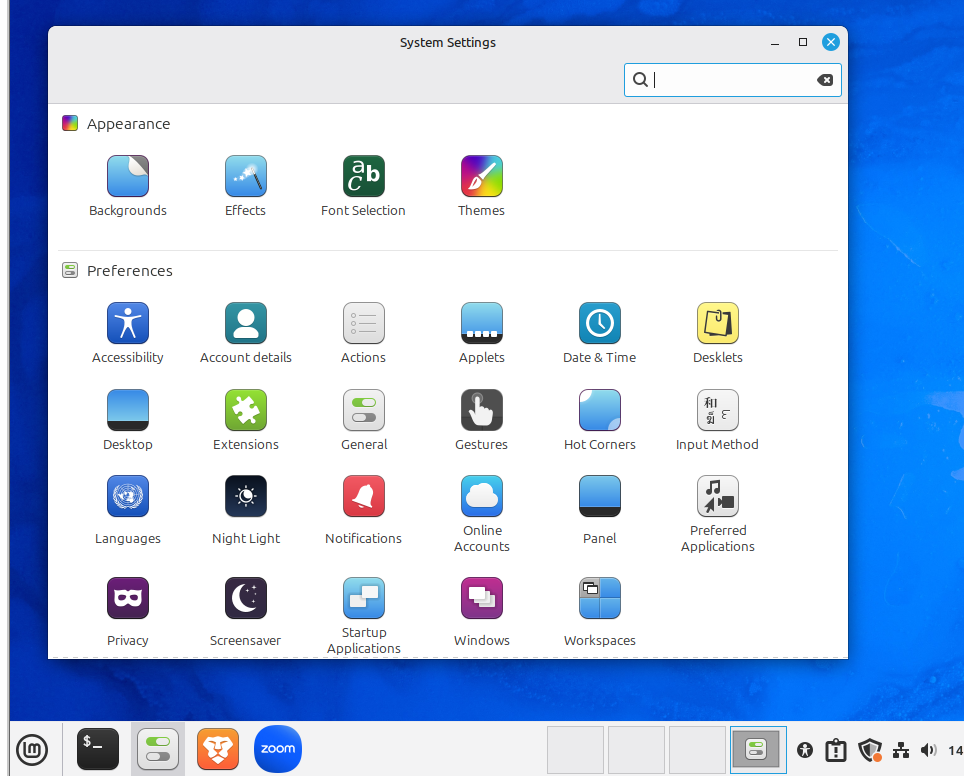 System Settings
Appearance
Backgrounds
Effects
Font Selection
Themes
Preferences
Accessibility
Account details
Actions
Applets
Date & Time
Desklets
Desktop
Extensions
General
Gestures
Hot Corners
Input Method
Languages
Night Light
Notifications
Online
Accounts
Panel
Preferred
Applications
Privacy
Screensaver
Startup
Applications
Windows
Workspaces
$_
zoom
14